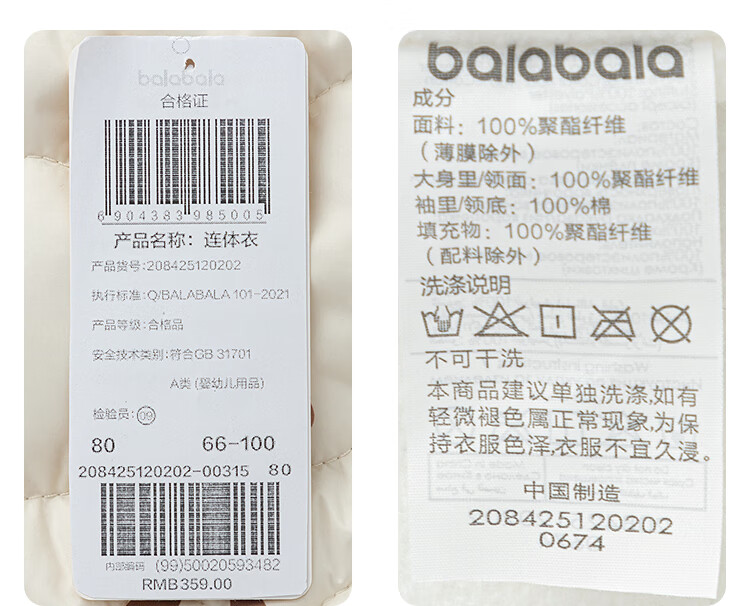 balabala
合格证
6904383985005
产品名称：连体衣
产品货号:208425120202
执行标准:Q/BALABALA 101-2021
产品等级:合格品
安全技术类别:符合GB 31701
A类 (婴幼儿用品)
检验员: 09
80 66-100
208425120202-00315 80
内部编码 (99)50020593482
RMB359.00
balabala
成分
面料：100%聚酯纤维
（薄膜除外）
大身里/领面：100%聚酯纤维
袖里/领底：100%棉
填充物：100%聚酯纤维
（配料除外）
洗涤说明
不可干洗
本商品建议单独洗涤,如有
轻微褪色属正常现象,为保
持衣服色泽,衣服不宜久浸。
中国制造
208425120202
0674